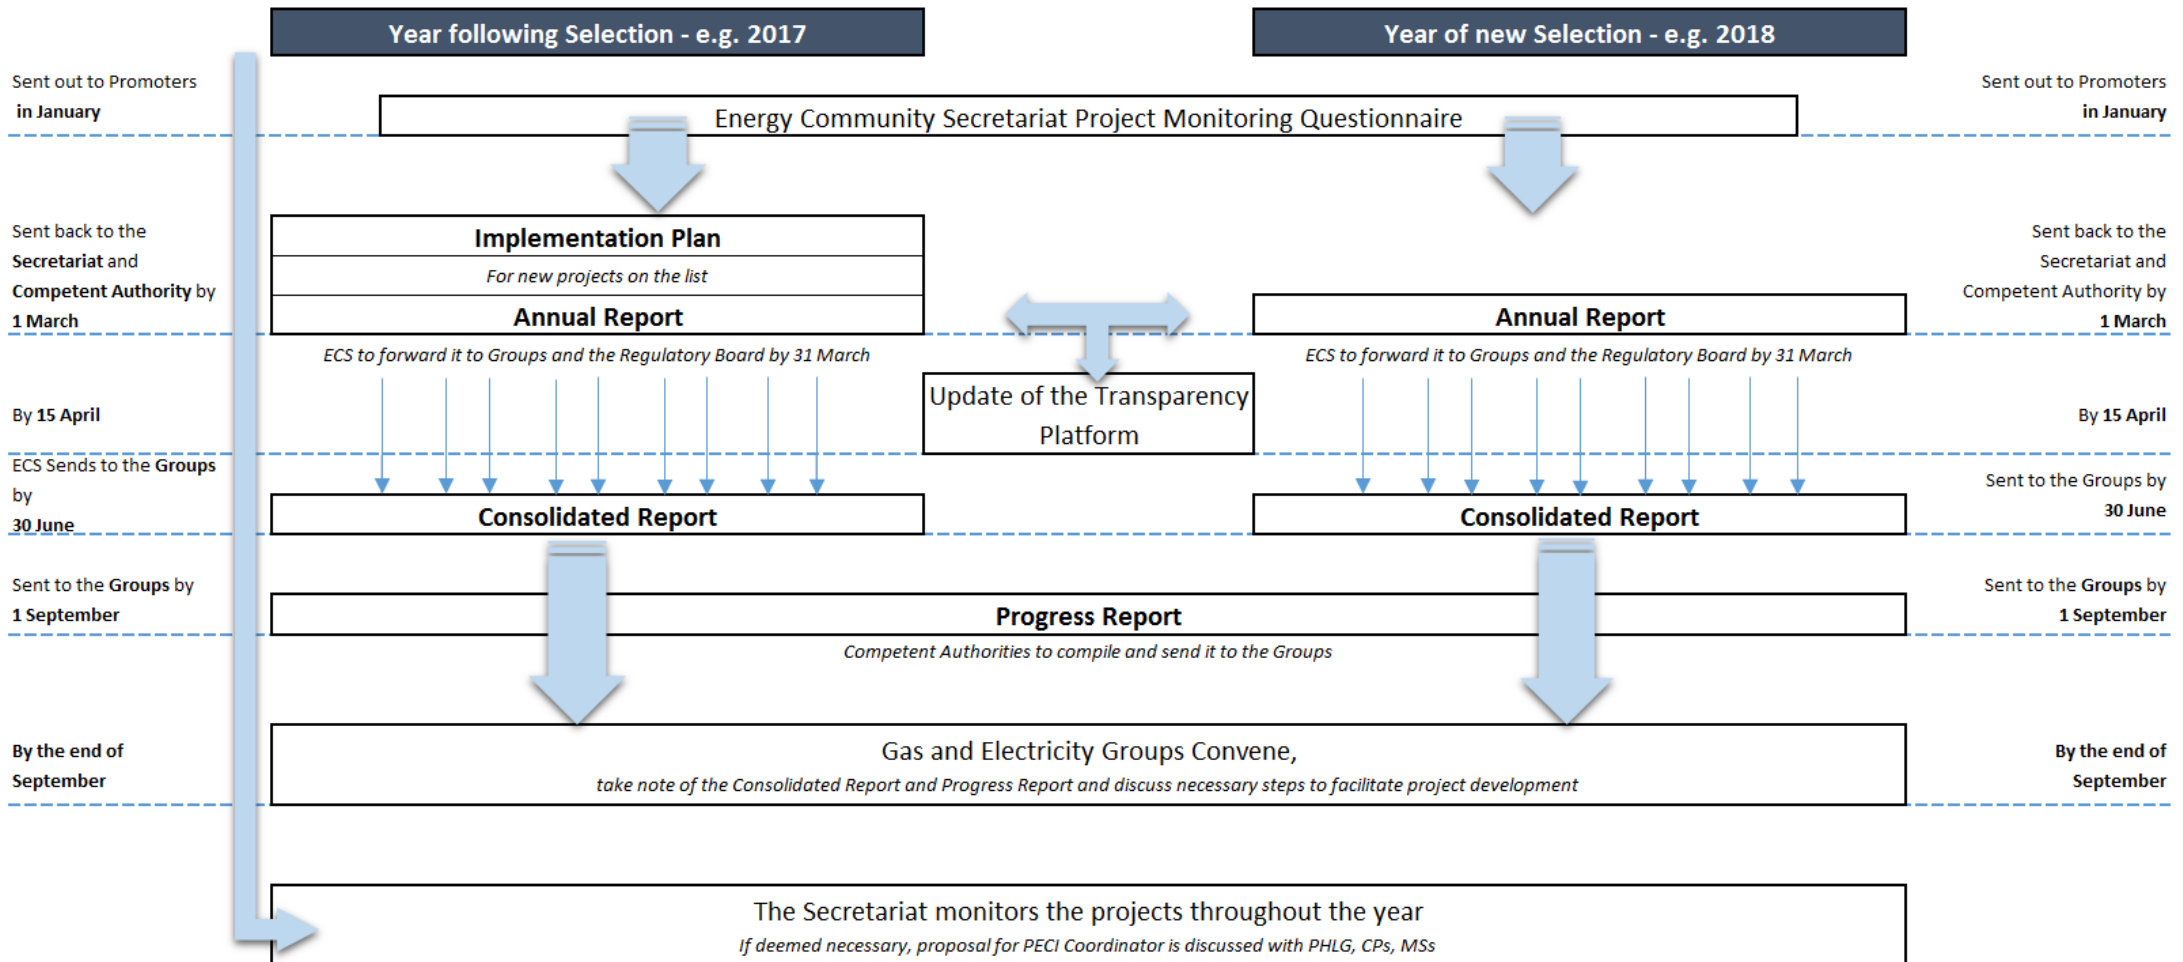 Year following Selection - e.g. 2017
Year of new Selection - e.g. 2018
Sent out to Promoters
in January
Sent out to Promoters
in January
Energy Community Secretariat Project Monitoring Questionnaire
Sent back to the
Secretariat and
Competent Authority by
1 March
Implementation Plan
For new projects on the list
Annual Report
Annual Report
Sent back to the
Secretariat and
Competent Authority by
1 March
ECS to forward it to Groups and the Regulatory Board by 31 March
ECS to forward it to Groups and the Regulatory Board by 31 March
By 15 April
Update of the Transparency
Platform
By 15 April
ECS Sends to the Groups
by
30 June
Consolidated Report
Consolidated Report
Sent to the Groups by
30 June
Sent to the Groups by
1 September
Progress Report
Sent to the Groups by
1 September
Competent Authorities to compile and send it to the Groups
By the end of
September
Gas and Electricity Groups Convene,
take note of the Consolidated Report and Progress Report and discuss necessary steps to facilitate project development
By the end of
September
The Secretariat monitors the projects throughout the year
If deemed necessary, proposal for PECI Coordinator is discussed with PHLG, CPs, MSs